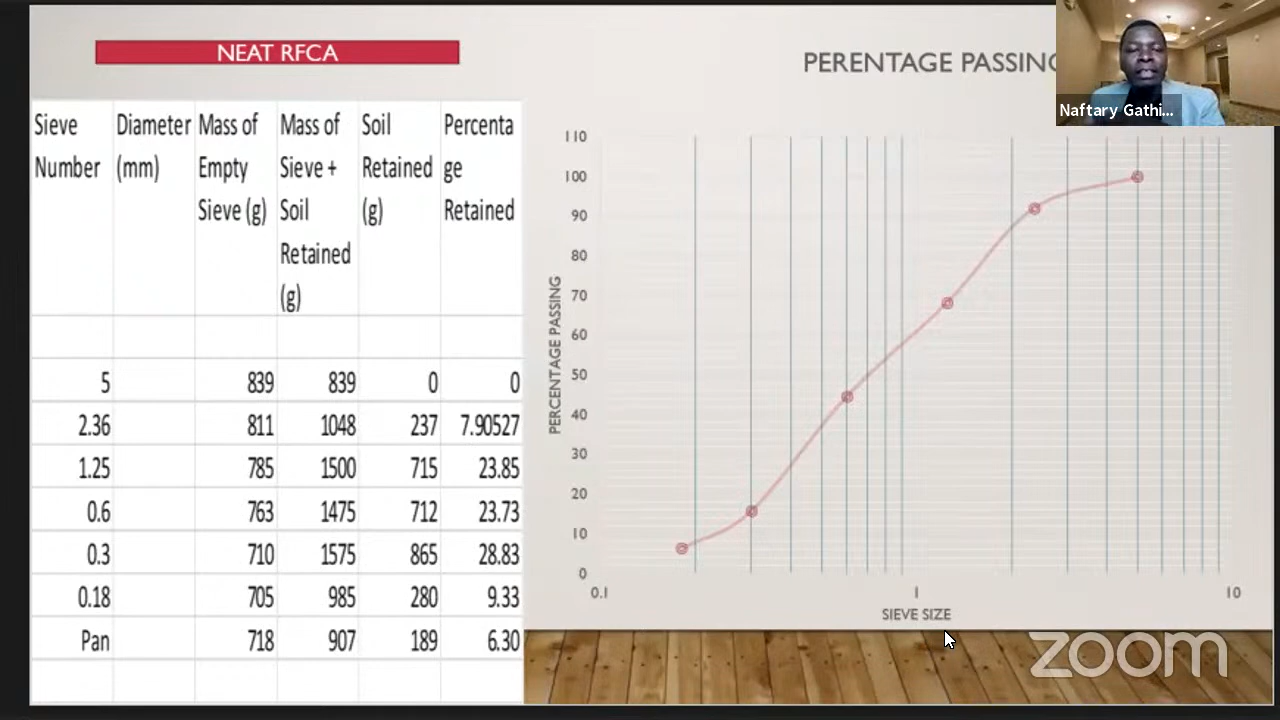 NEAT RFCA
PERENTAGE PASSING
Naftary Gathi...
Sieve Number
Diameter (mm)
Mass of Empty Sieve (g)
Mass of Sieve + Soil Retained (g)
Soil Retained (g)
Percenta ge Retained
5 839 839 0 0
2.36 811 1048 237 7.90527
1.25 785 1500 715 23.85
0.6 763 1475 712 23.73
0.3 710 1575 865 28.83
0.18 705 985 280 9.33
Pan 718 907 189 6.30
PERCENTAGE PASSING
110
100
90
80
70
60
50
40
30
20
10
0
0.1 1 10
SIEVE SIZE
zoom